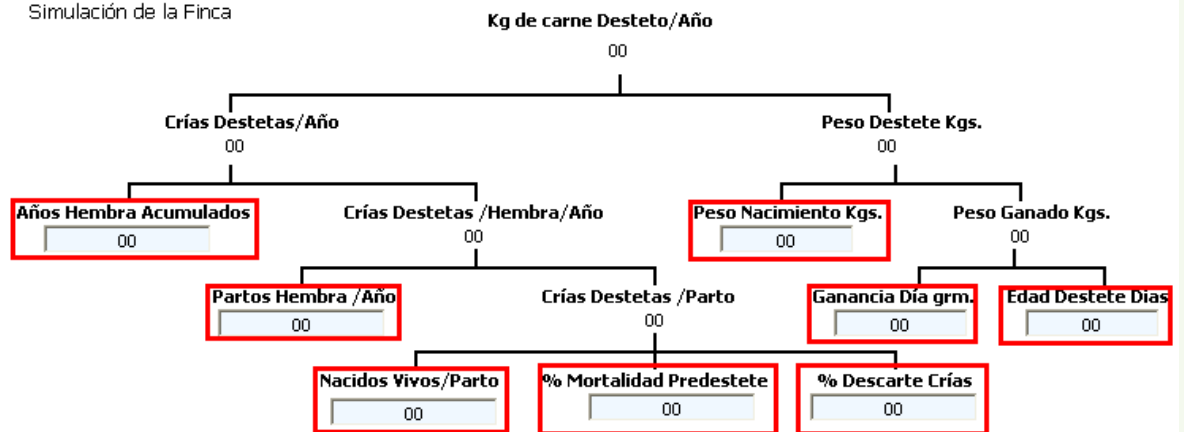 Simulación de la Finca
Kg de carne Desteto/Año
00
Crías Destetas/Año
Peso Destete Kgs.
00
00
Años Hembra Acumulados
Crías Destetas /Hembra/Año
Peso Nacimiento Kgs.
Peso Ganado Kgs.
00
00
00
00
Partos Hembra /Año
Crías Destetas /Parto
Ganancia Día grm.
Edad Destete Dias
00
00
00
00
Nacidos Vivos/Parto
% Mortalidad Predestete
% Descarte Crías
00
00
00